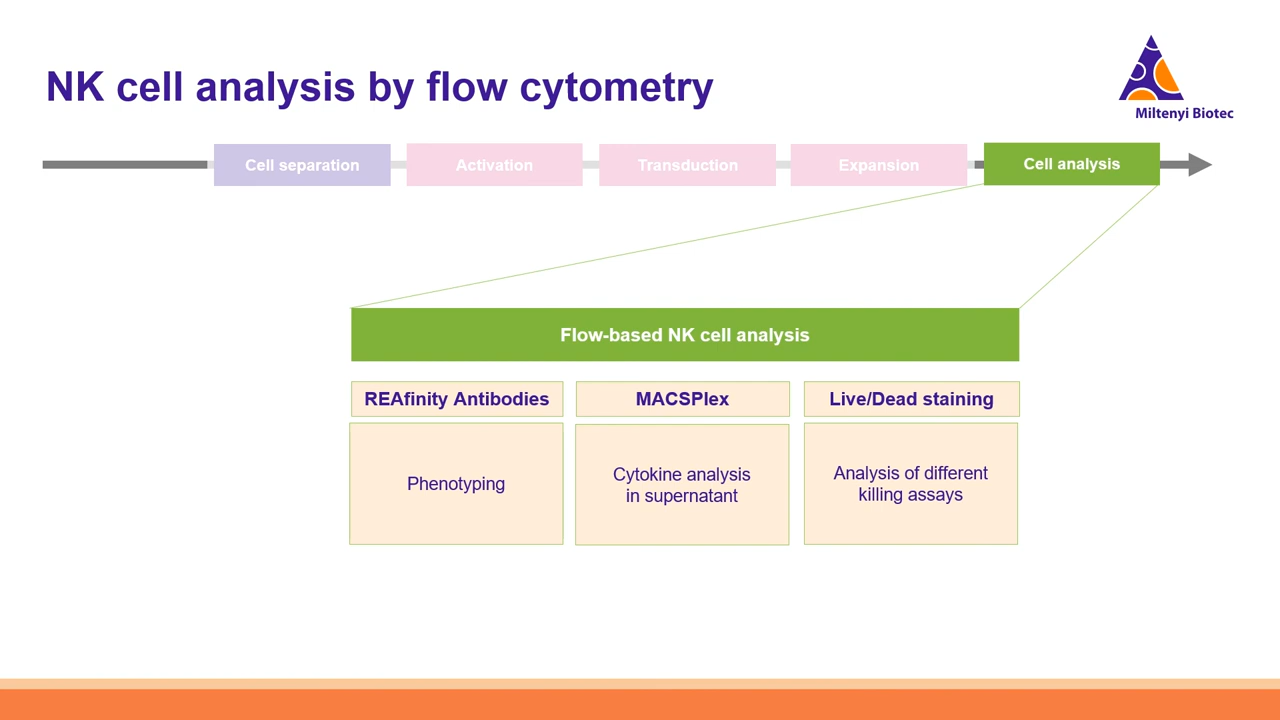 NK cell analysis by flow cytometry
Miltenyi Biotec
Cell separation
Activation
Transduction
Expansion
Cell analysis
Flow-based NK cell analysis
REAfinity Antibodies
MACSPlex
Live/Dead staining
Phenotyping
Cytokine analysis
in supernatant
Analysis of different
killing assays